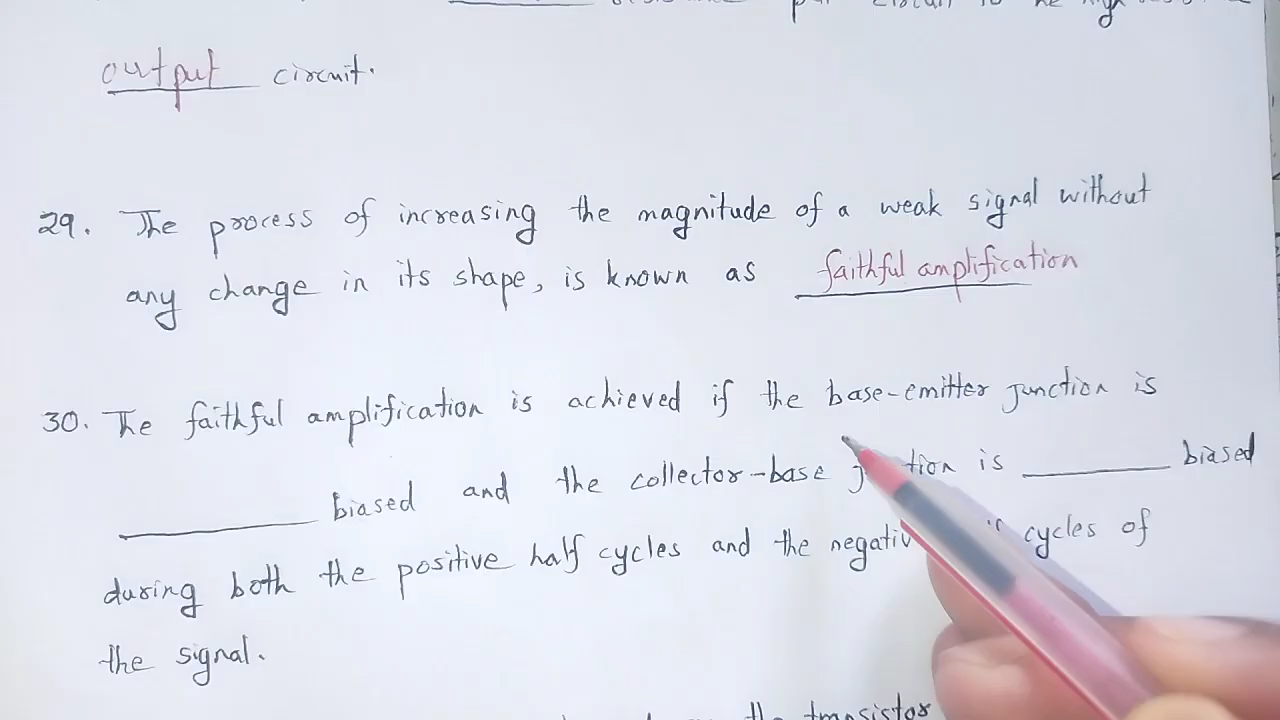 output circuit.
29. The process of increasing the magnitude of a weak signal without
any change in its shape, is known as faithful amplification
30. The faithful amplification is achieved if the base-emitter junction is
biased and the collector-base is biased
during both the positive half cycles and the cycles of
the signal.
the transistor